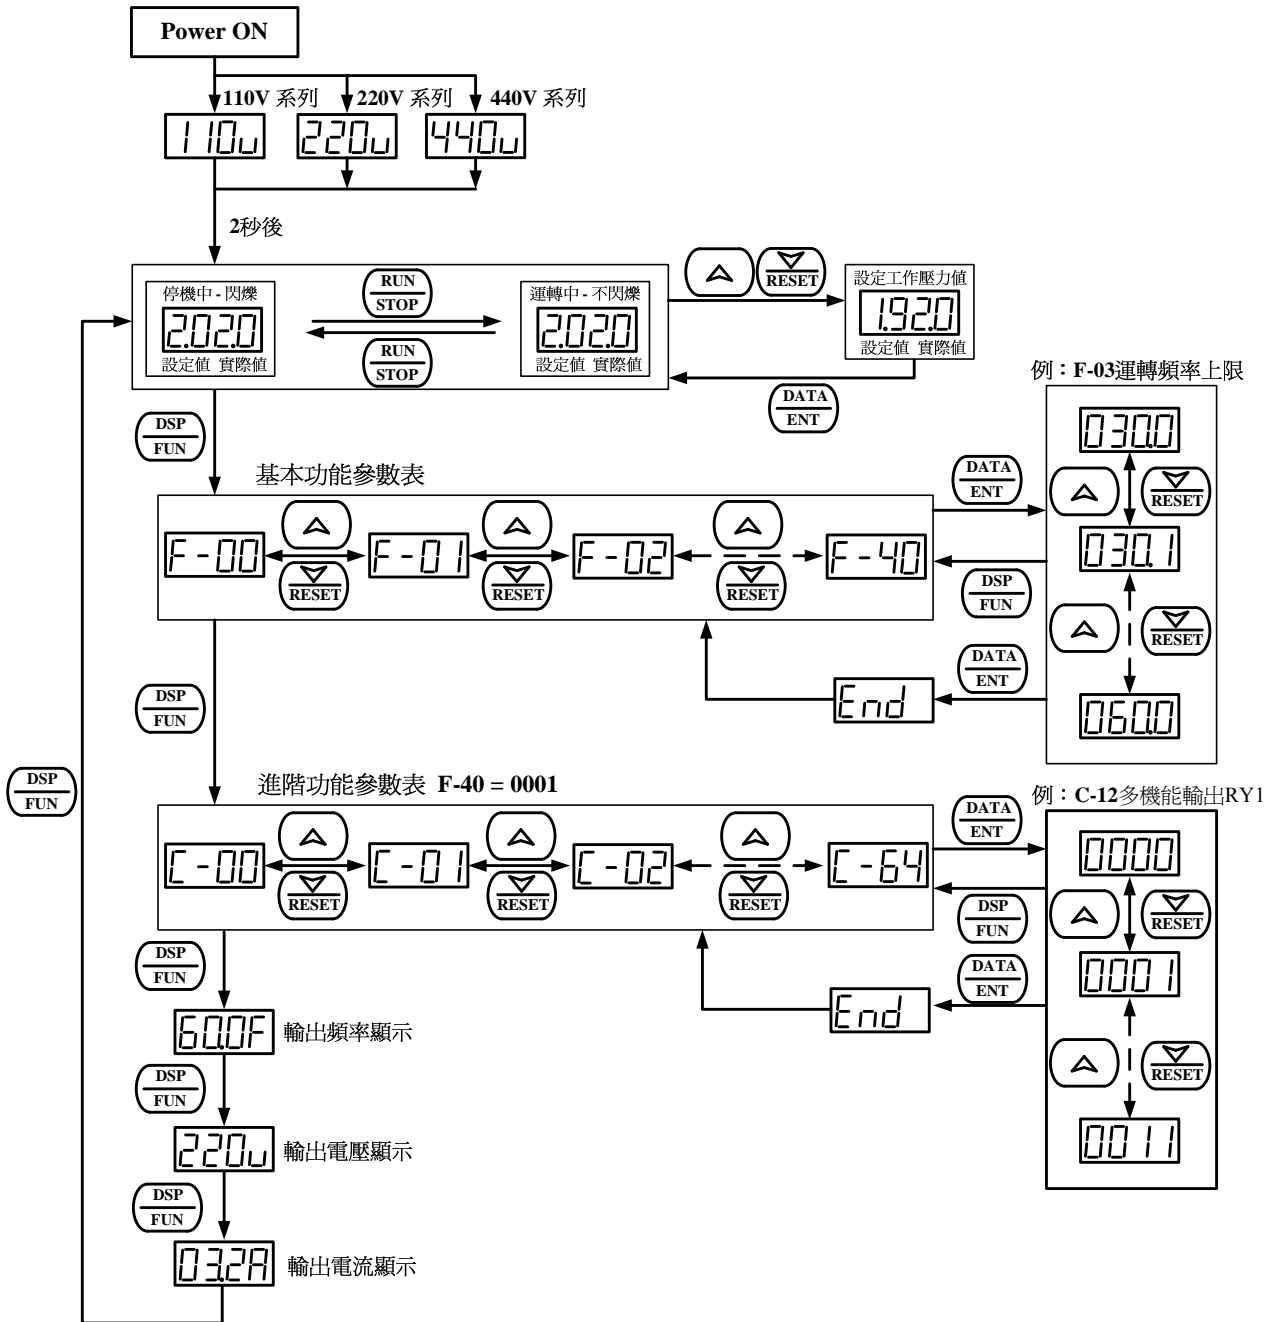 Power ON
110V 系列
220V 系列
440V 系列
110u
220u
440u
2秒後
停機中 - 閃爍
2.02.0
設定值 實際值
RUN
STOP
RUN
STOP
運轉中 - 不閃爍
2.02.0
設定值 實際值
RESET
設定工作壓力值
1.92.0
設定值 實際值
DATA
ENT
DSP
FUN
基本功能參數表
F-00
RESET
F-01
RESET
F-02
RESET
F-40
DATA
ENT
DSP
FUN
DATA
ENT
End
例：F-03運轉頻率上限
030.0
RESET
030.1
RESET
060.0
DSP
FUN
DSP
FUN
進階功能參數表 F-40 = 0001
C-00
RESET
C-01
RESET
C-02
RESET
C-64
DATA
ENT
DSP
FUN
DATA
ENT
End
例：C-12多機能輸出RY1
0000
RESET
0001
RESET
0011
DSP
FUN
60.0F
輸出頻率顯示
DSP
FUN
220u
輸出電壓顯示
DSP
FUN
03.2A
輸出電流顯示